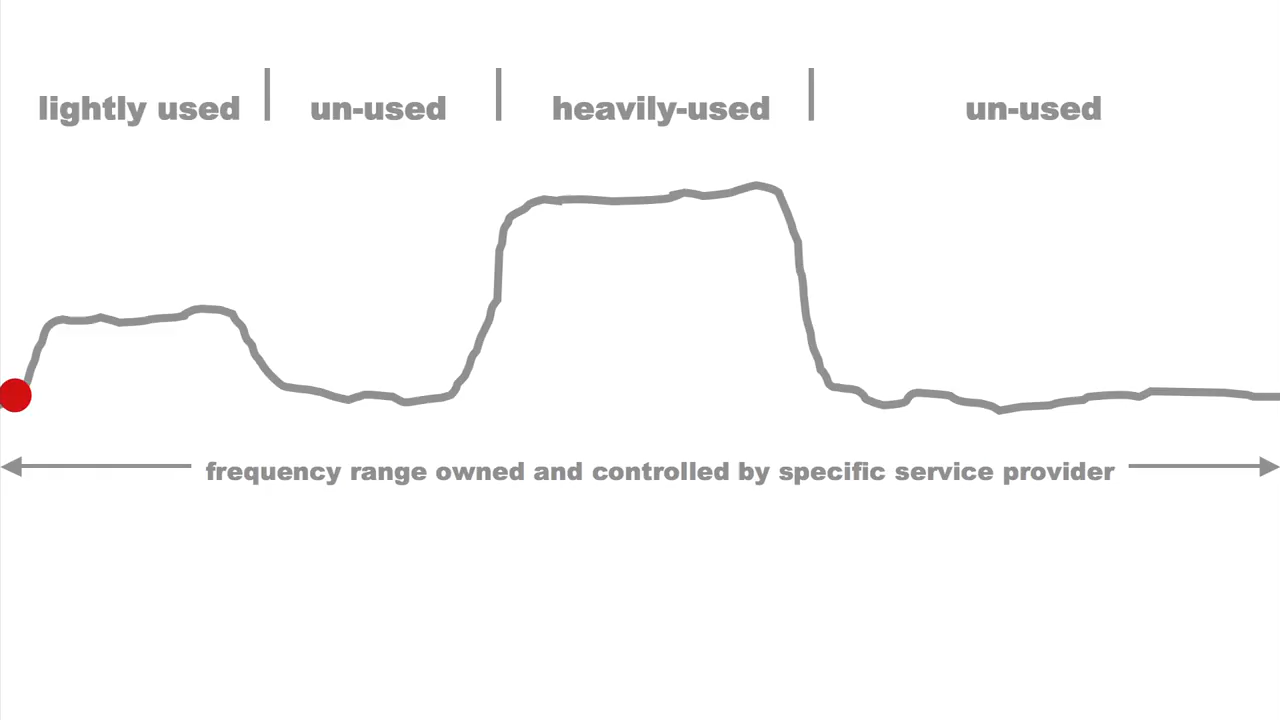 lightly used un-used heavily-used un-used
frequency range owned and controlled by specific service provider